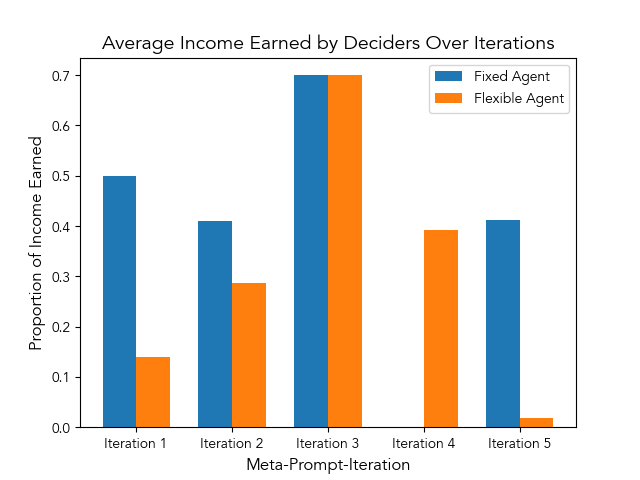 Average Income Earned by Deciders Over Iterations
Fixed Agent
Flexible Agent
Proportion of Income Earned
0.7
0.6
0.5
0.4
0.3
0.2
0.1
0.0
Iteration 1
Iteration 2
Iteration 3
Iteration 4
Iteration 5
Meta-Prompt-Iteration